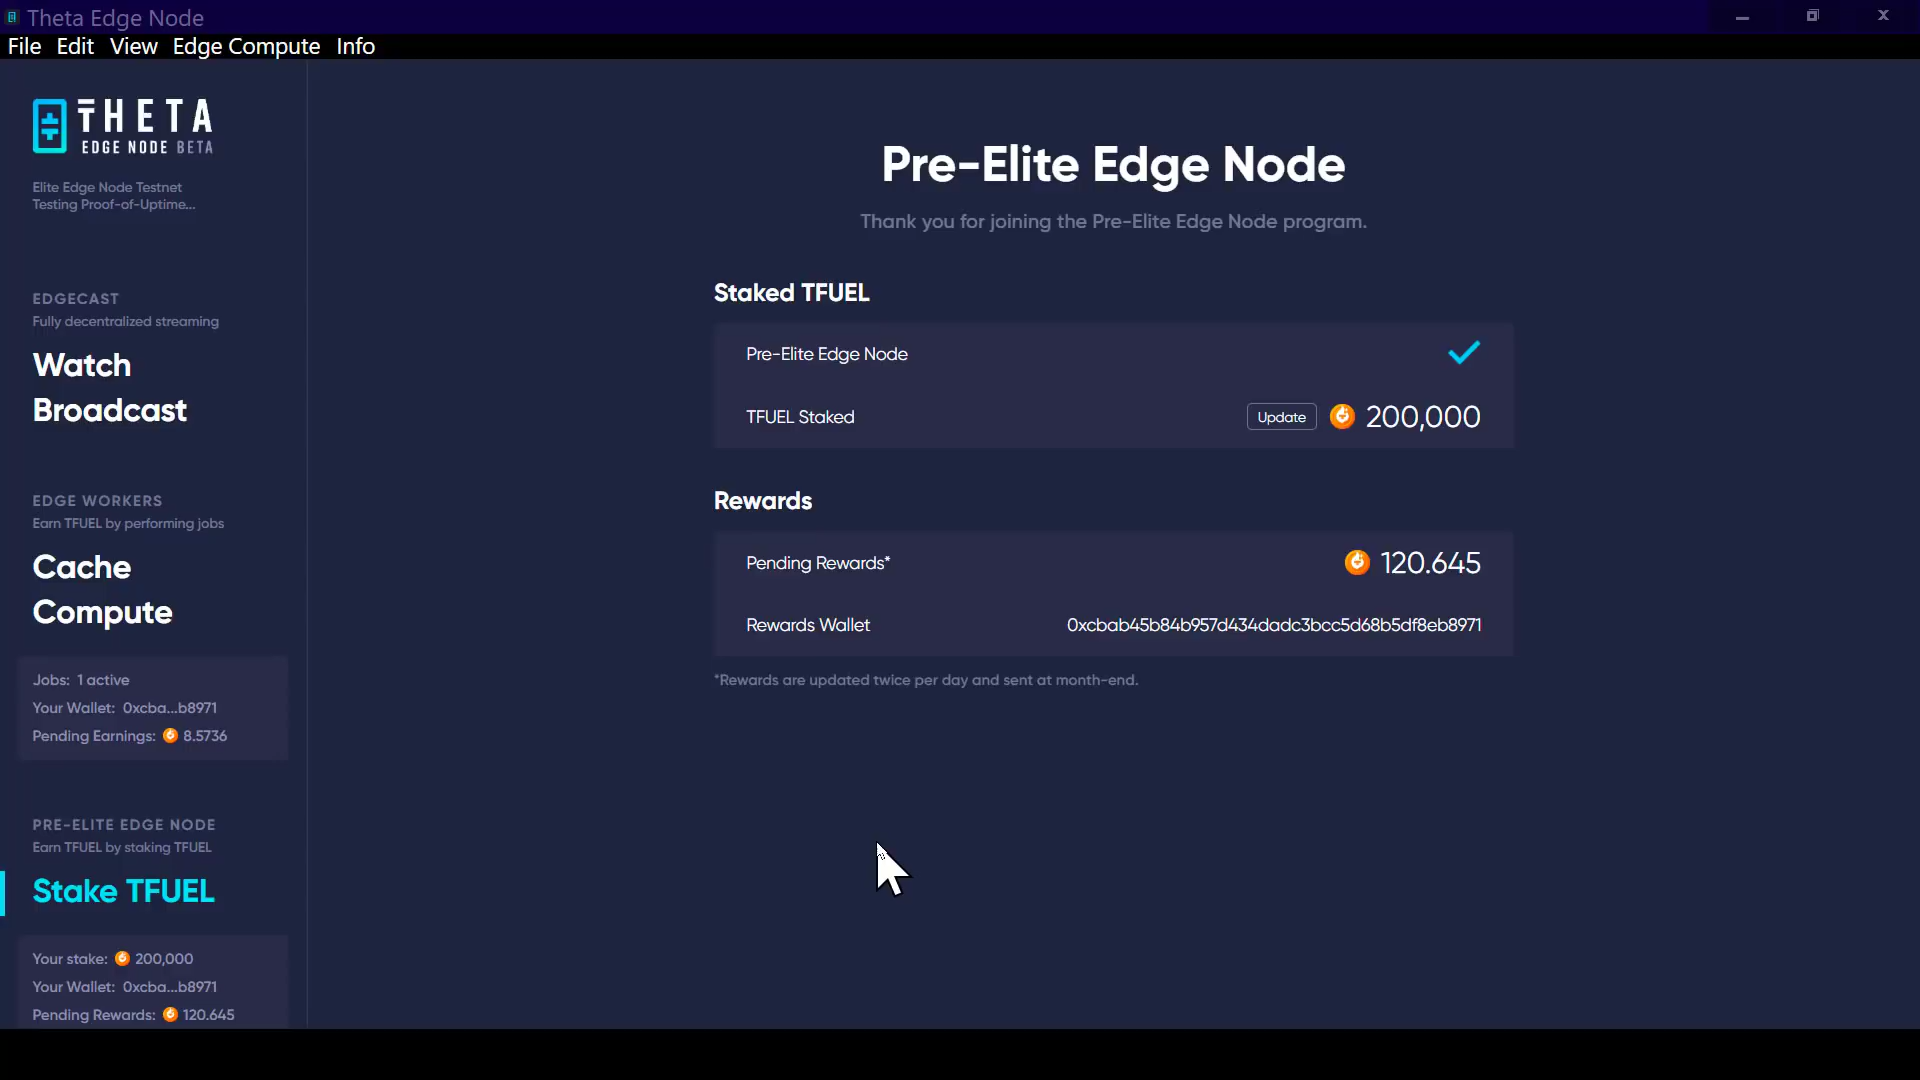 Theta Edge Node
File Edit View Edge Compute Info
THETA
EDGE NODE BETA
Elite Edge Node Testnet
Testing Proof-of-Uptime...
EDGECAST
Fully decentralized streaming
Watch
Broadcast
EDGE WORKERS
Earn TFUEL by performing jobs
Cache
Compute
Jobs: 1 active
Your Wallet: 0xcba...b8971
Pending Earnings: 8.5736
PRE-ELITE EDGE NODE
Earn TFUEL by staking TFUEL
Stake TFUEL
Your stake: 200,000
Your Wallet: 0xcba...b8971
Pending Rewards: 120.645
Pre-Elite Edge Node
Thank you for joining the Pre-Elite Edge Node program.
Staked TFUEL
Pre-Elite Edge Node
TFUEL Staked Update 200,000
Rewards
Pending Rewards* 120.645
Rewards Wallet 0xcbab45b84b957d434dadc3bcc5d68b5df8eb8971
*Rewards are updated twice per day and sent at month-end.